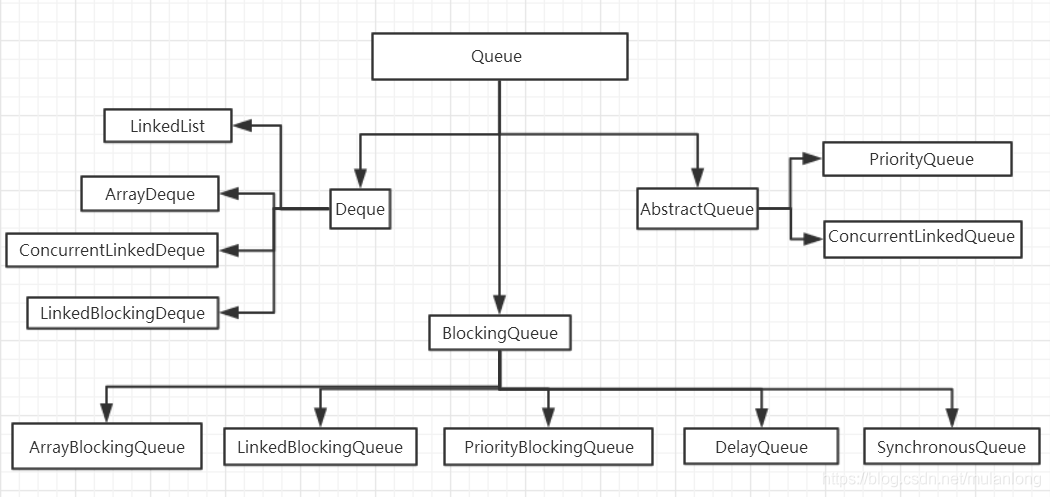 Queue
LinkedList
PriorityQueue
ArrayDeque
Deque
AbstractQueue
ConcurrentLinkedQueue
ConcurrentLinkedDeque
LinkedBlockingDeque
BlockingQueue
ArrayBlockingQueue
LinkedBlockingQueue
PriorityBlockingQueue
DelayQueue
SynchronousQueue
https://blog.csdn.net/mulanlong